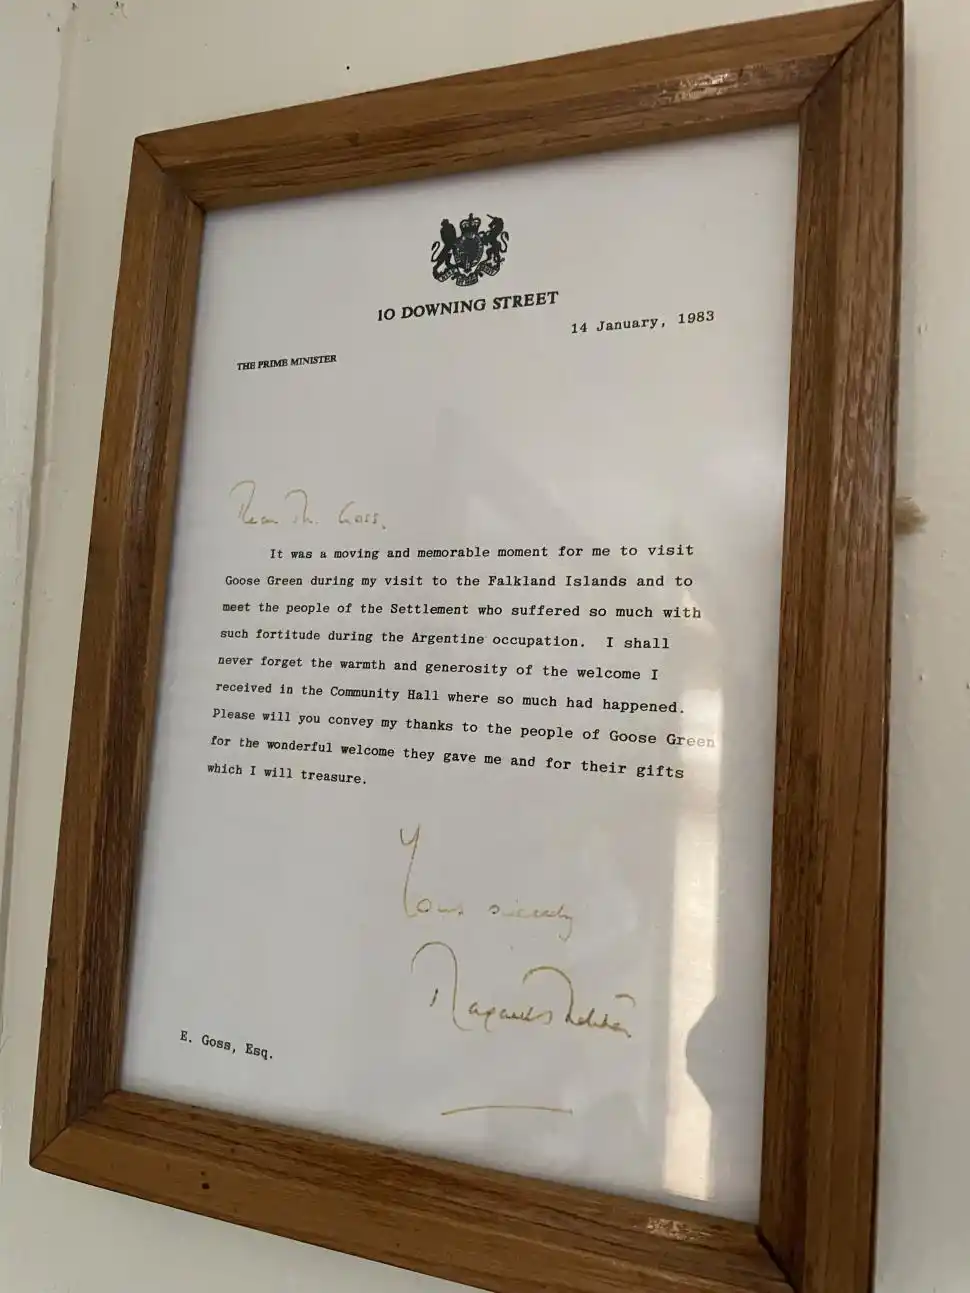 10 DOWNING STREET
14 January, 1983
THE PRIME MINISTER
Dear Mr. Goss,
It was a moving and memorable moment for me to visit
Goose Green during my visit to the Falkland Islands and to
meet the people of the Settlement who suffered so much with
such fortitude during the Argentine occupation. I shall
never forget the warmth and generosity of the welcome I
received in the Community Hall where so much had happened.
Please will you convey my thanks to the people of Goose Green
for the wonderful welcome they gave me and for their gifts
which I will treasure.
Yours sincerely
Margaret Thatcher
E. Goss, Esq.